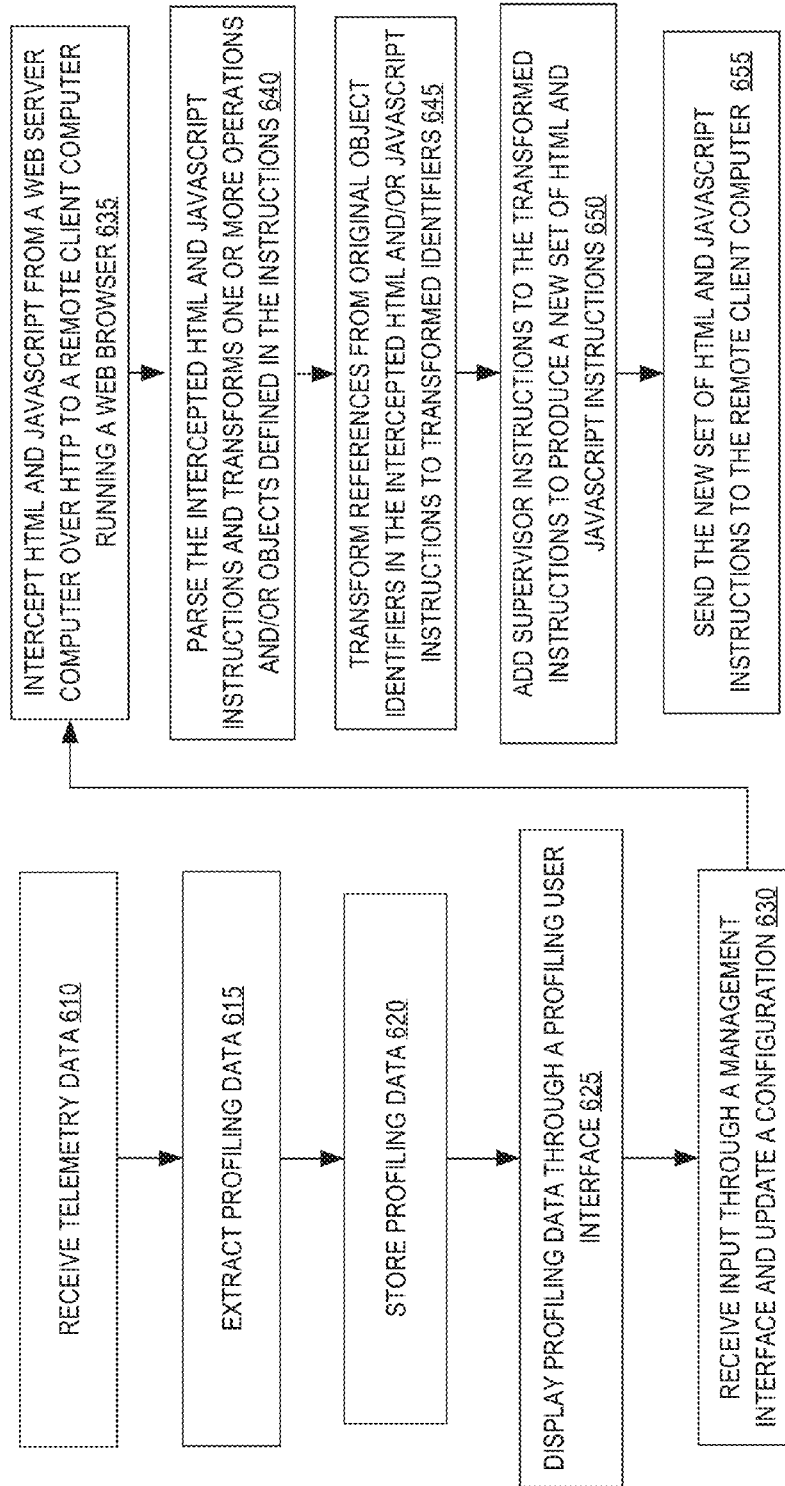 RECEIVE TELEMETRY DATA 610
EXTRACT PROFILING DATA 615
STORE PROFILING DATA 620
DISPLAY PROFILING DATA THROUGH A PROFILING USER
INTERFACE 625
RECEIVE INPUT THROUGH A MANAGEMENT
INTERFACE AND UPDATE A CONFIGURATION 630
INTERCEPT HTML AND JAVASCRIPT FROM A WEB SERVER
COMPUTER OVER HTTP TO A REMOTE CLIENT COMPUTER
RUNNING A WEB BROWSER 635
PARSE THE INTERCEPTED HTML AND JAVASCRIPT
INSTRUCTIONS AND TRANSFORMS ONE OR MORE OPERATIONS
AND/OR OBJECTS DEFINED IN THE INSTRUCTIONS 640
TRANSFORM REFERENCES FROM ORIGINAL OBJECT
IDENTIFIERS IN THE INTERCEPTED HTML AND/OR JAVASCRIPT
INSTRUCTIONS TO TRANSFORMED IDENTIFIERS 645
ADD SUPERVISOR INSTRUCTIONS TO THE TRANSFORMED
INSTRUCTIONS TO PRODUCE A NEW SET OF HTML AND
JAVASCRIPT INSTRUCTIONS 650
SEND THE NEW SET OF HTML AND JAVASCRIPT
INSTRUCTIONS TO THE REMOTE CLIENT COMPUTER 655